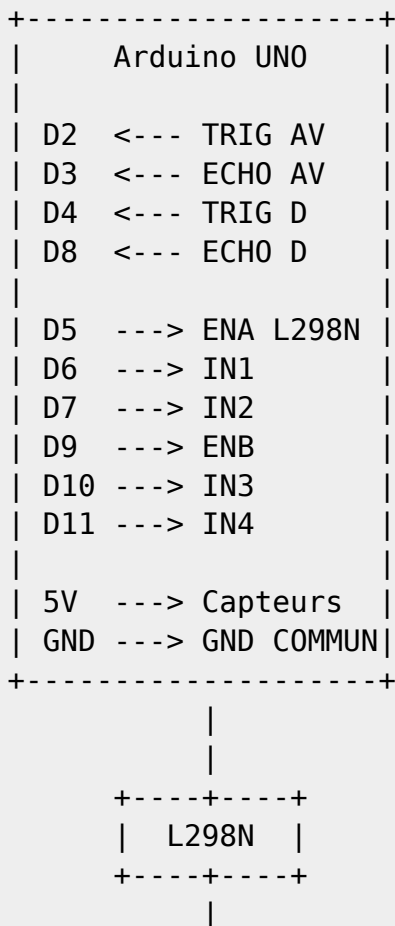 +--------------------+
|     Arduino UNO    |
|                    |
| D2  <--- TRIG AV   |
| D3  <--- ECHO AV   |
| D4  <--- TRIG D    |
| D8  <--- ECHO D    |
|                    |
| D5  ---> ENA L298N |
| D6  ---> IN1       |
| D7  ---> IN2       |
| D9  ---> ENB       |
| D10 ---> IN3       |
| D11 ---> IN4       |
|                    |
| 5V  ---> Capteurs  |
| GND ---> GND COMMUN|
+--------------------+
           |
           |
      +----+----+
      |  L298N  |
      +----+----+
           |